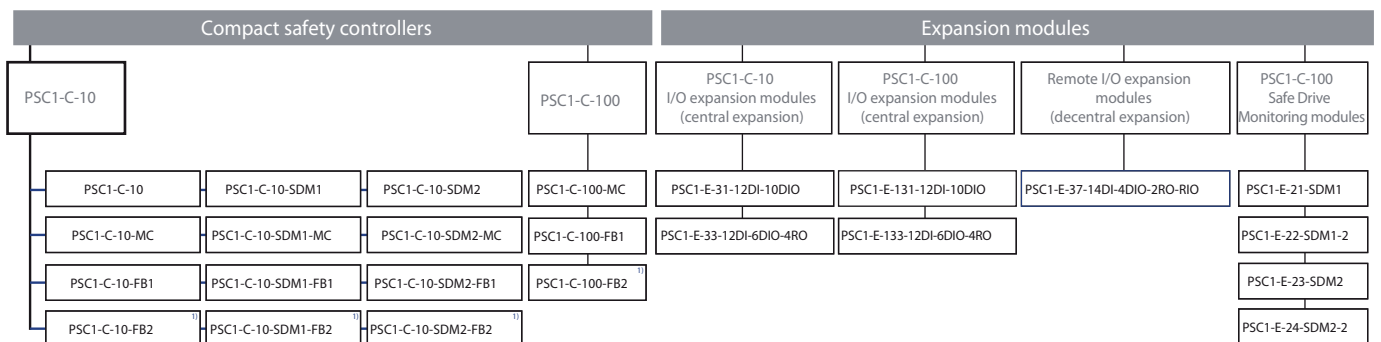 Compact safety controllers
Expansion modules
PSC1-C-10
PSC1-C-100
PSC1-C-10
I/O expansion modules
(central expansion)
PSC1-C-100
I/O expansion modules
(central expansion)
Remote I/O expansion
modules
(decentral expansion)
PSC1-C-100
Safe Drive
Monitoring modules
PSC1-C-10
PSC1-C-10-SDM1
PSC1-C-10-SDM2
PSC1-C-100-MC
PSC1-E-31-12DI-10DIO
PSC1-E-131-12DI-10DIO
PSC1-E-37-14DI-4DIO-2RO-RIO
PSC1-E-21-SDM1
PSC1-C-10-MC
PSC1-C-10-SDM1-MC
PSC1-C-10-SDM2-MC
PSC1-C-100-FB1
PSC1-E-33-12DI-6DIO-4RO
PSC1-E-133-12DI-6DIO-4RO
PSC1-E-22-SDM1-2
PSC1-C-10-FB1
PSC1-C-10-SDM1-FB1
PSC1-C-10-SDM2-FB1
PSC1-C-100-FB2 1)
PSC1-E-23-SDM2
PSC1-C-10-FB2 1)
PSC1-C-10-SDM1-FB2 1)
PSC1-C-10-SDM2-FB2 1)
PSC1-E-24-SDM2-2